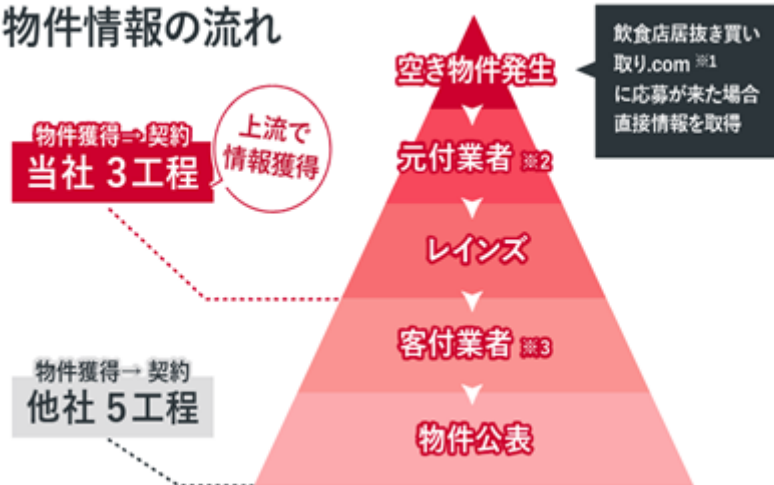 物件情報の流れ
飲食店居抜き買い
取り.com ※1
に応募が来た場合
直接情報を取得
空き物件発生
物件獲得→契約
当社 3工程
上流で
情報獲得
元付業者 ※2
レインズ
客付業者 ※3
物件獲得→契約
他社 5工程
物件公表